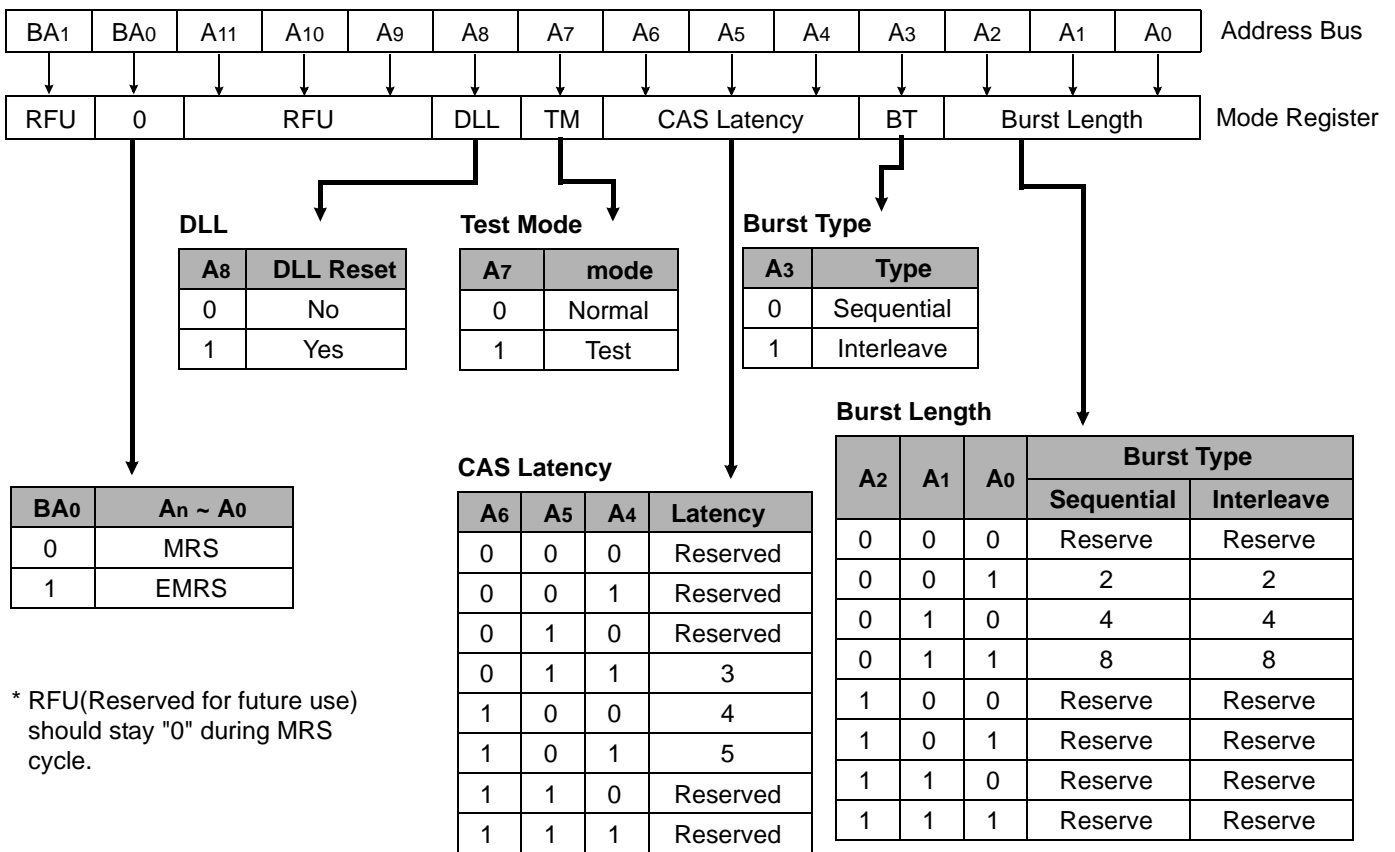 BA1 BA0 A11 A10 A9 A8 A7 A6 A5 A4 A3 A2 A1 A0 Address Bus
RFU 0 RFU DLL TM CAS Latency BT Burst Length Mode Register
DLL
A8 DLL Reset
0 No
1 Yes
Test Mode
A7 mode
0 Normal
1 Test
Burst Type
A3 Type
0 Sequential
1 Interleave
BA0 An ~ A0
0 MRS
1 EMRS
* RFU(Reserved for future use)
should stay "0" during MRS
cycle.
CAS Latency
A6 A5 A4 Latency
0 0 0 Reserved
0 0 1 Reserved
0 1 0 Reserved
0 1 1 3
1 0 0 4
1 0 1 5
1 1 0 Reserved
1 1 1 Reserved
Burst Length
A2 A1 A0 Burst Type
Sequential Interleave
0 0 0 Reserve Reserve
0 0 1 2 2
0 1 0 4 4
0 1 1 8 8
1 0 0 Reserve Reserve
1 0 1 Reserve Reserve
1 1 0 Reserve Reserve
1 1 1 Reserve Reserve